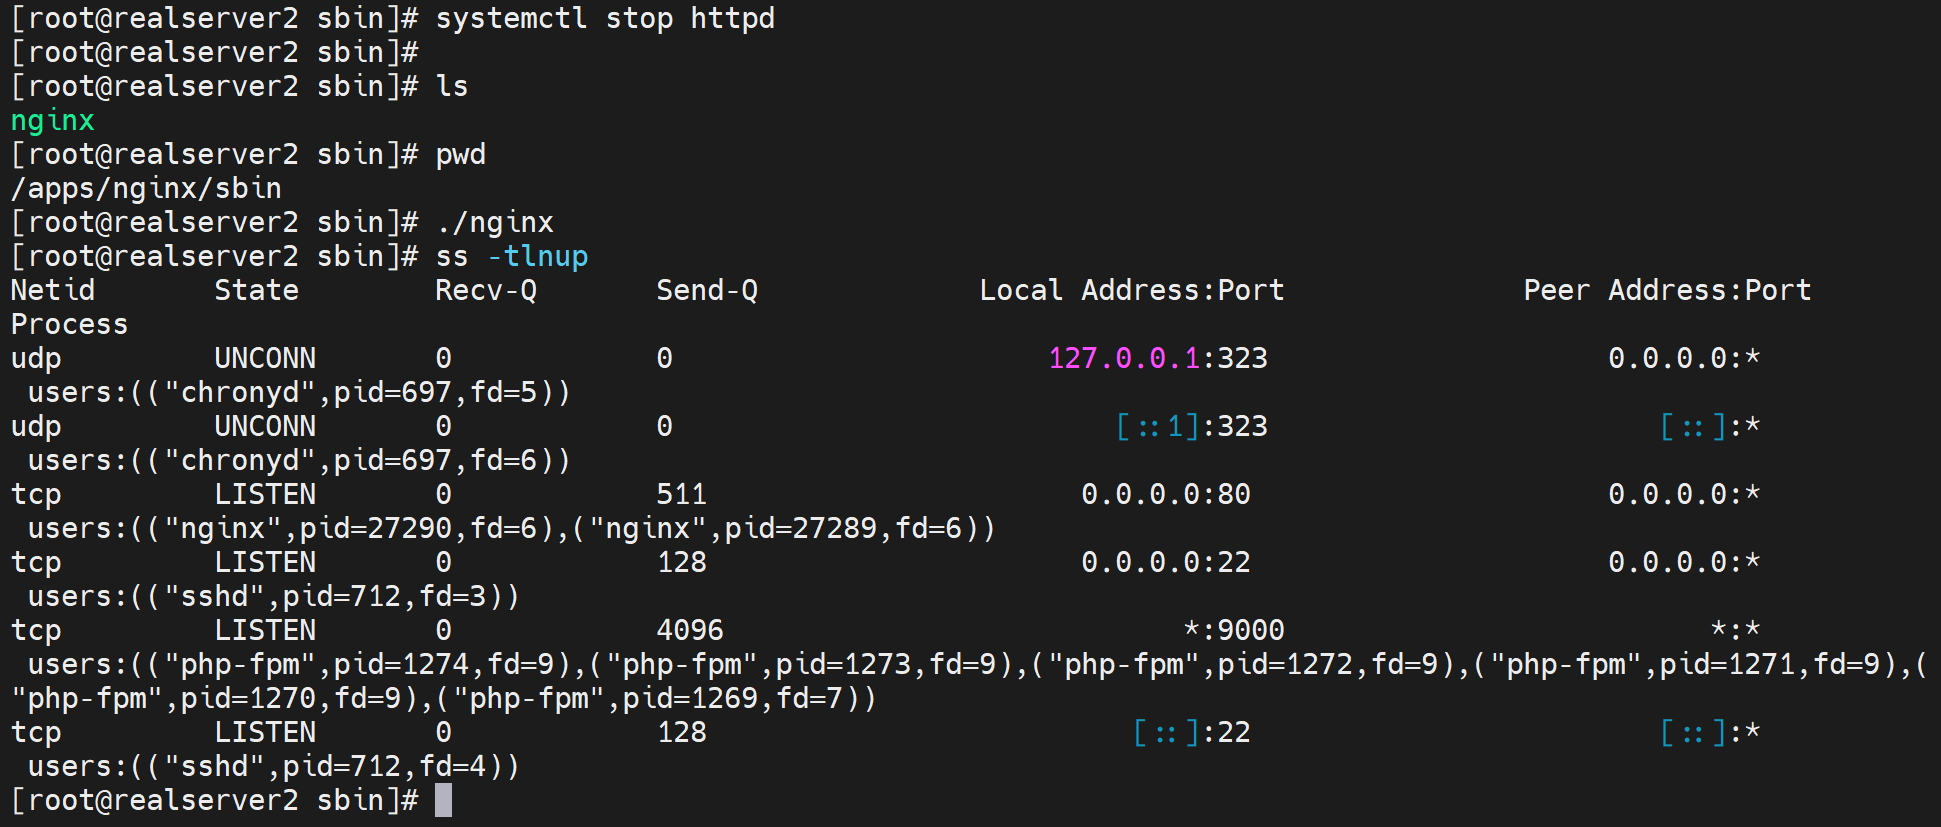 [root@realserver2 sbin]# systemctl stop httpd
[root@realserver2 sbin]#
[root@realserver2 sbin]# ls
nginx
[root@realserver2 sbin]# pwd
/apps/nginx/sbin
[root@realserver2 sbin]# ./nginx
[root@realserver2 sbin]# ss -tlnup
Netid       State        Recv-Q       Send-Q             Local Address:Port              Peer Address:Port
Process
udp         UNCONN       0            0                      127.0.0.1:323                    0.0.0.0:*
 users:(("chronyd",pid=697,fd=5))
udp         UNCONN       0            0                          [::1]:323                       [::]:*
 users:(("chronyd",pid=697,fd=6))
tcp         LISTEN       0            511                      0.0.0.0:80                     0.0.0.0:*
 users:(("nginx",pid=27290,fd=6),("nginx",pid=27289,fd=6))
tcp         LISTEN       0            128                      0.0.0.0:22                     0.0.0.0:*
 users:(("sshd",pid=712,fd=3))
tcp         LISTEN       0            4096                           *:9000                         *:*
 users:(("php-fpm",pid=1274,fd=9),("php-fpm",pid=1273,fd=9),("php-fpm",pid=1272,fd=9),("php-fpm",pid=1271,fd=9),(
"php-fpm",pid=1270,fd=9),("php-fpm",pid=1269,fd=7))
tcp         LISTEN       0            128                         [::]:22                        [::]:*
 users:(("sshd",pid=712,fd=4))
[root@realserver2 sbin]#